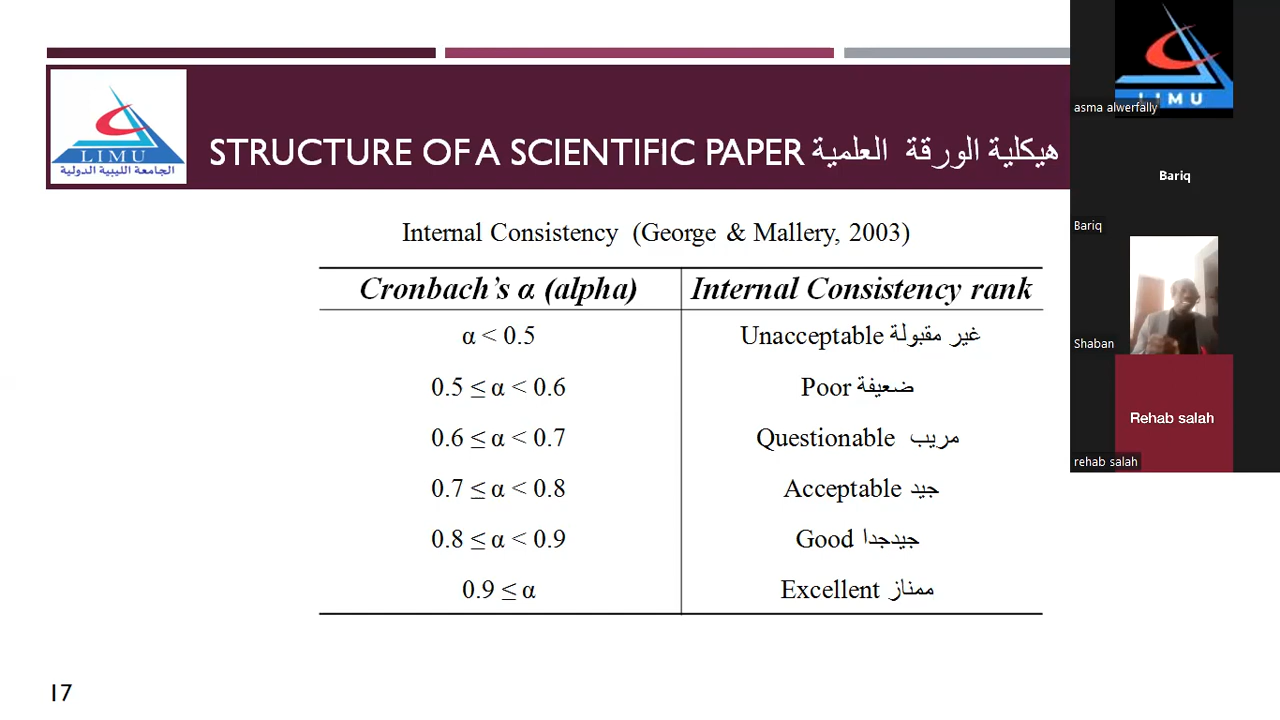 LIMU
الجامعة الليبية الدولية
STRUCTURE OF A SCIENTIFIC PAPER هيكلية الورقة العلمية
Internal Consistency (George & Mallery, 2003)
Cronbach's α (alpha) Internal Consistency rank
α < 0.5 Unacceptable غير مقبولة
0.5 ≤ α < 0.6 Poor ضعيفة
0.6 ≤ α < 0.7 Questionable مريب
0.7 ≤ α < 0.8 Acceptable جيد
0.8 ≤ α < 0.9 Good جيدجدا
0.9 ≤ α Excellent ممناز
17
LIMU
asma alwerfally
Bariq
Bariq
Shaban
Rehab salah
rehab salah